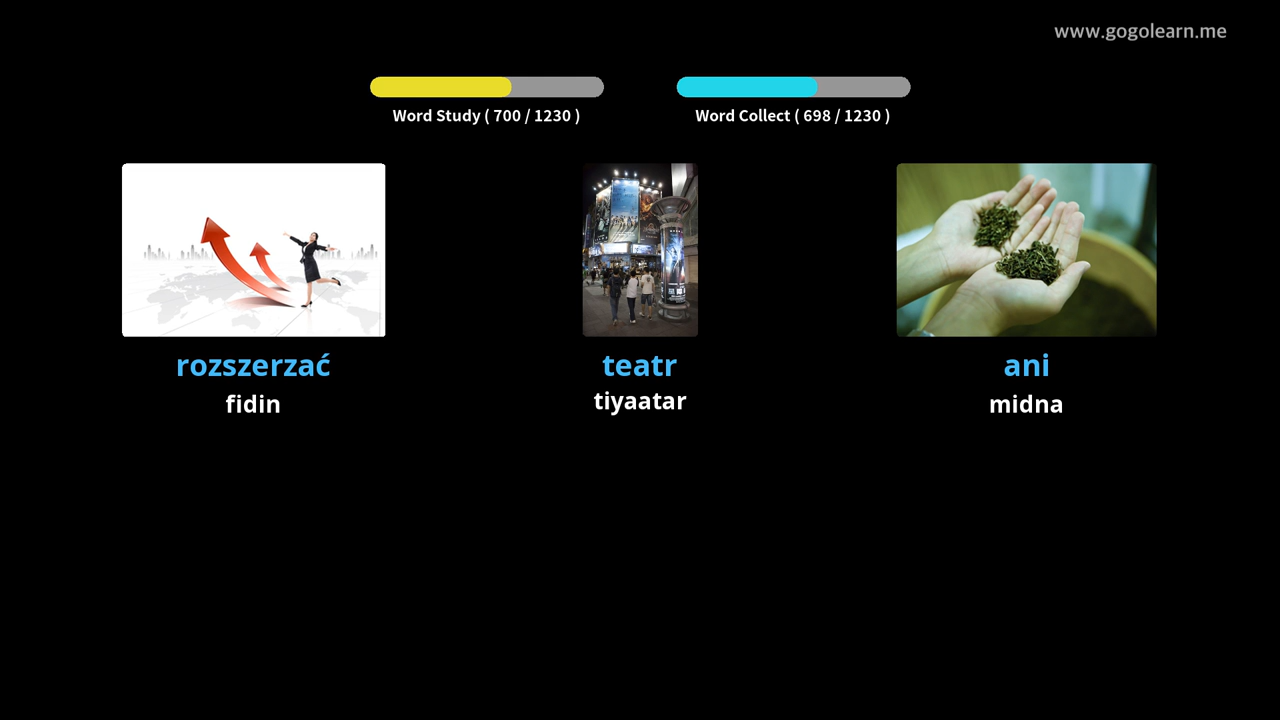 www.gogolearn.me
Word Study ( 700 / 1230 )
Word Collect ( 698 / 1230 )
rozszerzać
fidin
teatr
tiyaatar
ani
midna